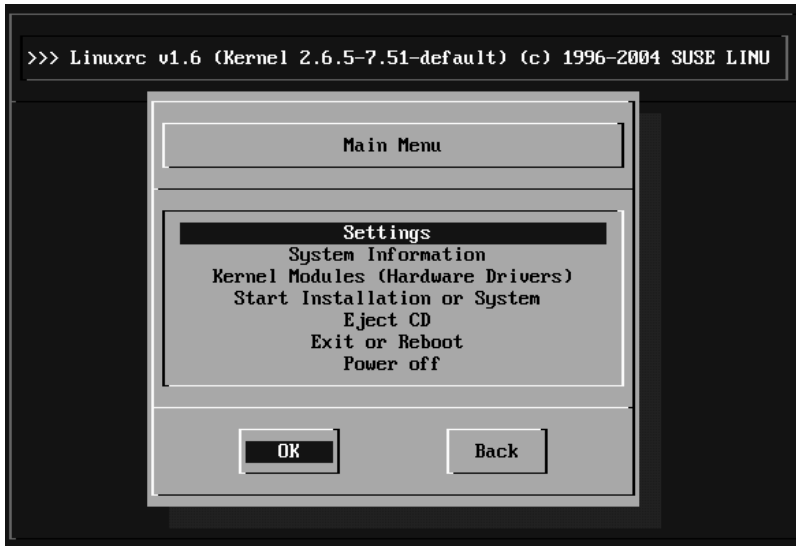 >>> Linuxrc v1.6 (Kernel 2.6.5-7.51-default) (c) 1996-2004 SUSE LINU
Main Menu
Settings
System Information
Kernel Modules (Hardware Drivers)
Start Installation or System
Eject CD
Exit or Reboot
Power off
OK
Back